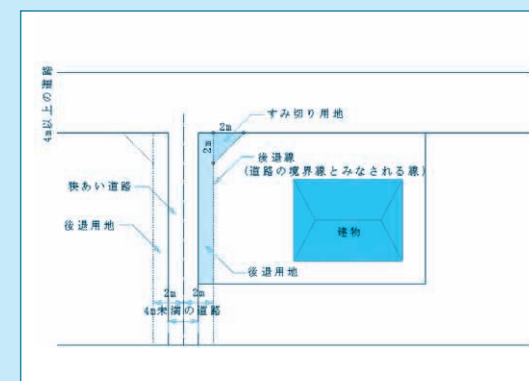 4m以上の道路
2m
すみ切り用地
2m
後退線
(道路の境界線とみなされる線)
狭あい道路
後退用地
建物
後退用地
2m 2m
4m未満の道路